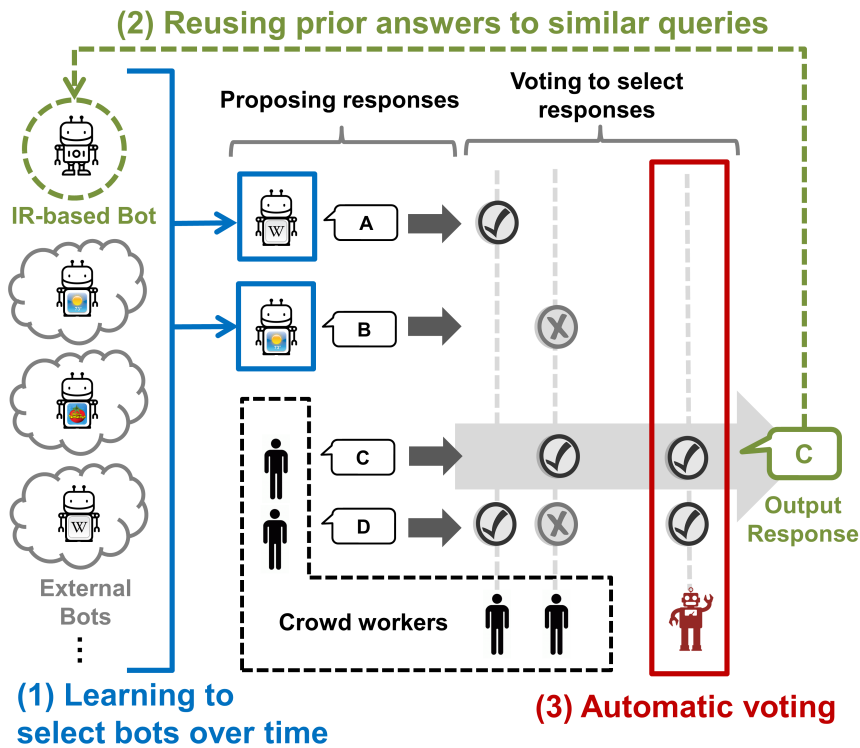 (2) Reusing prior answers to similar queries
Proposing responses
Voting to select
responses
IR-based Bot
W
A
B
C
D
W
External
Bots
Crowd workers
C
Output
Response
(1) Learning to
select bots over time
(3) Automatic voting